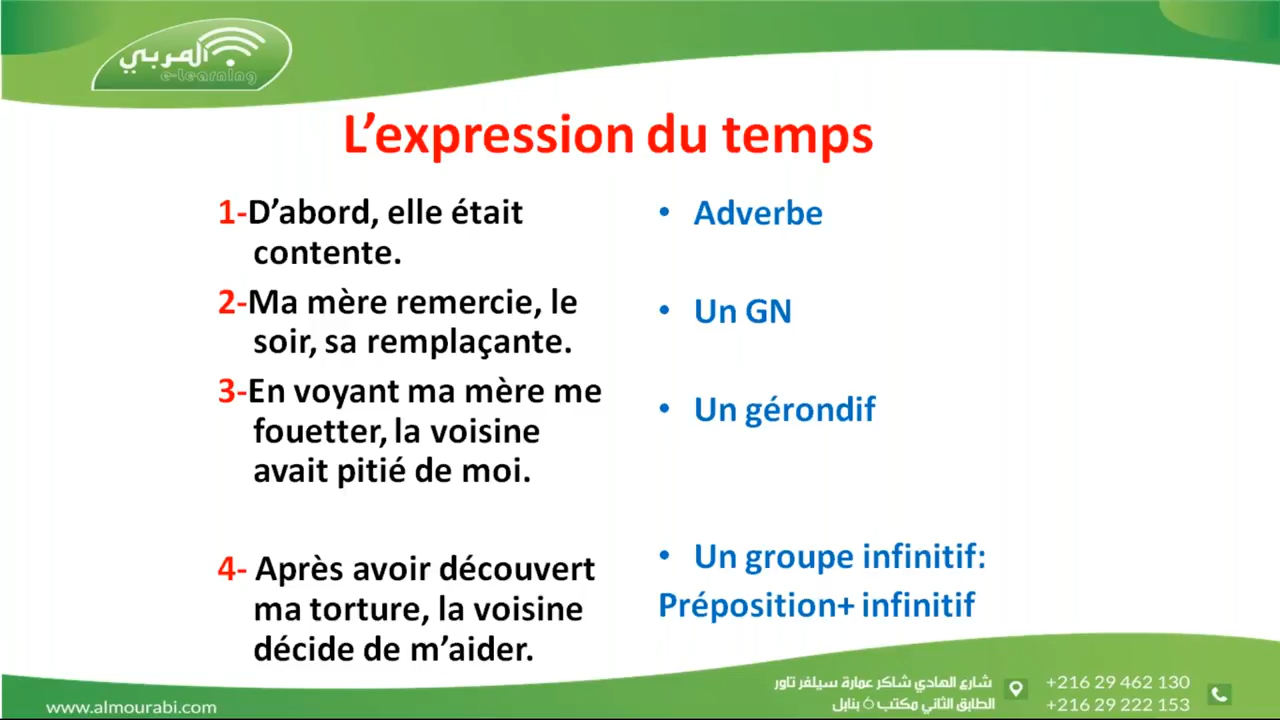 العربي
e-learning
L'expression du temps
1-D'abord, elle était
contente.
2-Ma mère remercie, le
soir, sa remplaçante.
3-En voyant ma mère me
fouetter, la voisine
avait pitié de moi.
4- Après avoir découvert
ma torture, la voisine
décide de m'aider.
• Adverbe
• Un GN
• Un gérondif
• Un groupe infinitif:
Préposition+ infinitif
www.almourabi.com
شارع الهادي شاكر عمارة سيلفر تاور
الطابق الثاني مكتب بنابل
+216 29 462 130
+216 29 222 153